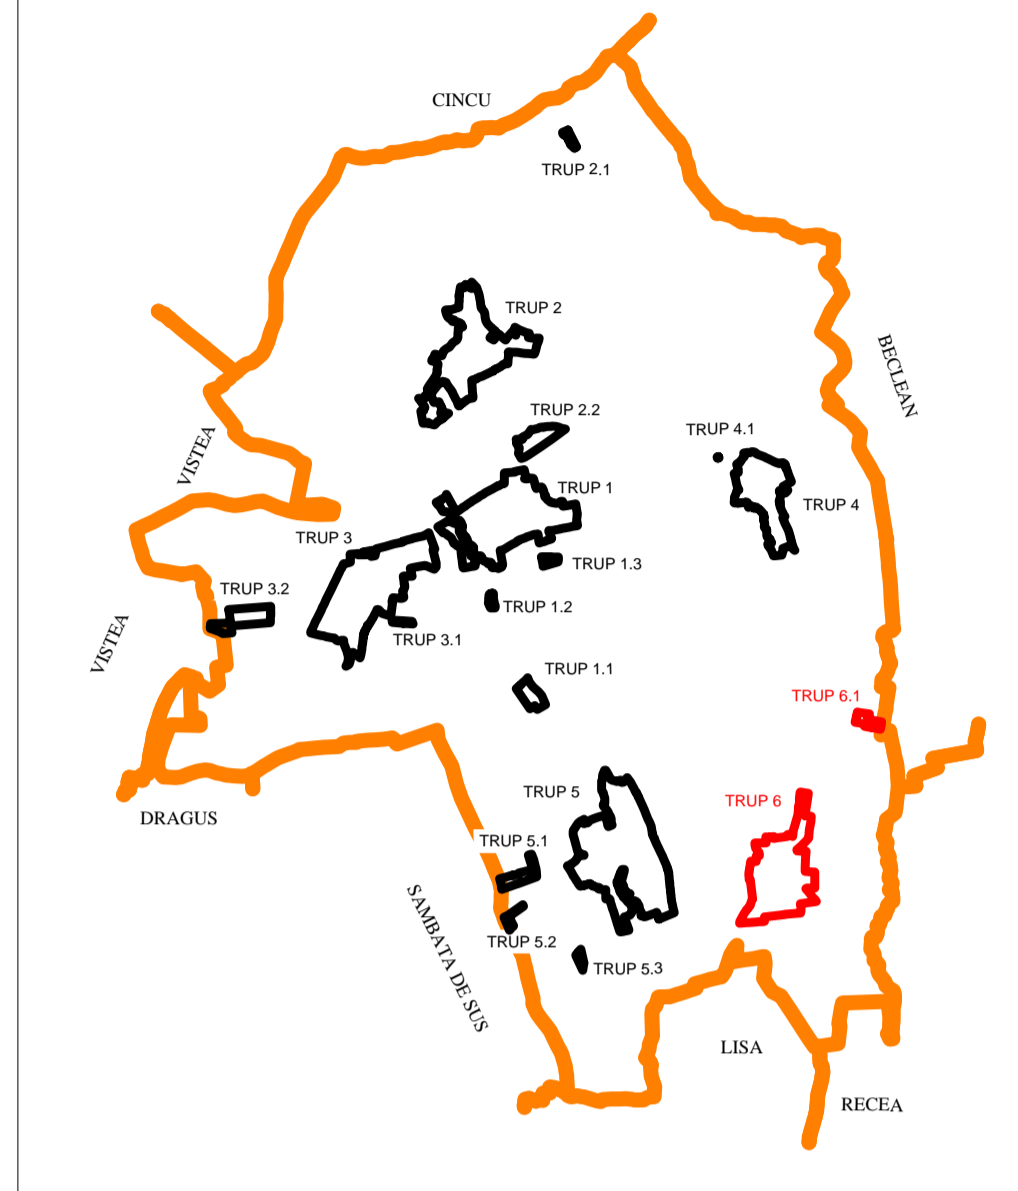 CINCU
TRUP 2.1
TRUP 2
BECLEAN
TRUP 2.2
TRUP 4.1
VISTEA
TRUP 1
TRUP 4
TRUP 3
TRUP 1.3
TRUP 3.2
TRUP 1.2
TRUP 3.1
VISTEA
TRUP 1.1
TRUP 6.1
TRUP 5
TRUP 6
DRAGUS
TRUP 5.1
SAMBATA DE SUS
TRUP 5.2
TRUP 5.3
LISA
RECEA